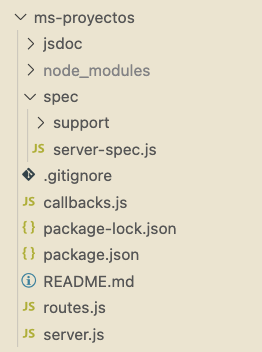 ms-proyectos
jsdoc
node_modules
spec
support
JS server-spec.js
.gitignore
JS callbacks.js
{} package-lock.json
{} package.json
README.md
JS routes.js
JS server.js